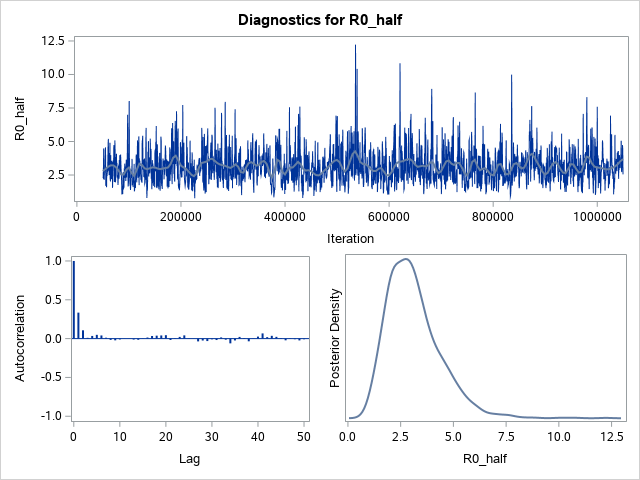 Diagnostics for R0_half
12.5
10.0
7.5
5.0
2.5
R0_half
0 200000 400000 600000 800000 1000000
Iteration
1.0
0.5
0.0
-0.5
-1.0
Autocorrelation
0 10 20 30 40 50
Lag
Posterior Density
0.0 2.5 5.0 7.5 10.0 12.5
R0_half